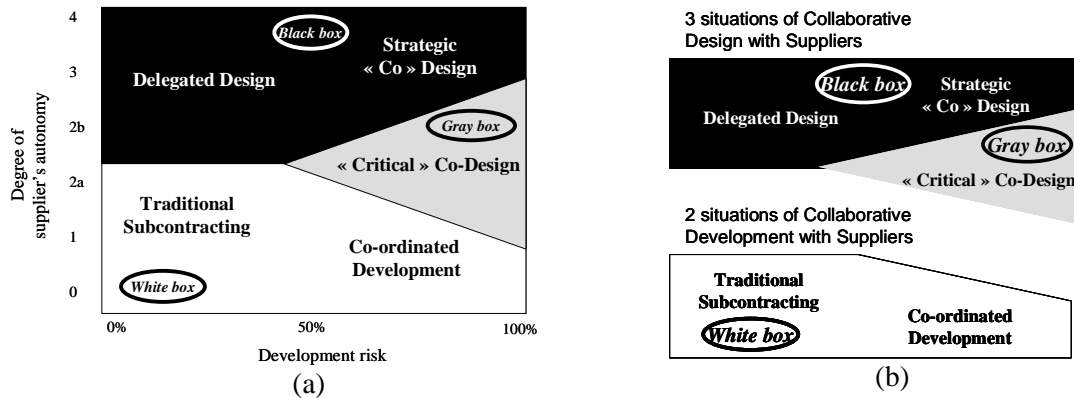 4
Black box
Strategic
« Co » Design
3
Delegated Design
2b
Gray box
« Critical » Co-Design
2a
Traditional
Subcontracting
1
Co-ordinated
Development
White box
0
0%
50%
100%
Degree of
supplier's autonomy
Development risk
(a)
3 situations of Collaborative
Design with Suppliers
Black box
Strategic
« Co » Design
Delegated Design
Gray box
« Critical » Co-Design
2 situations of Collaborative
Development with Suppliers
Traditional
Subcontracting
Co-ordinated
Development
White box
(b)